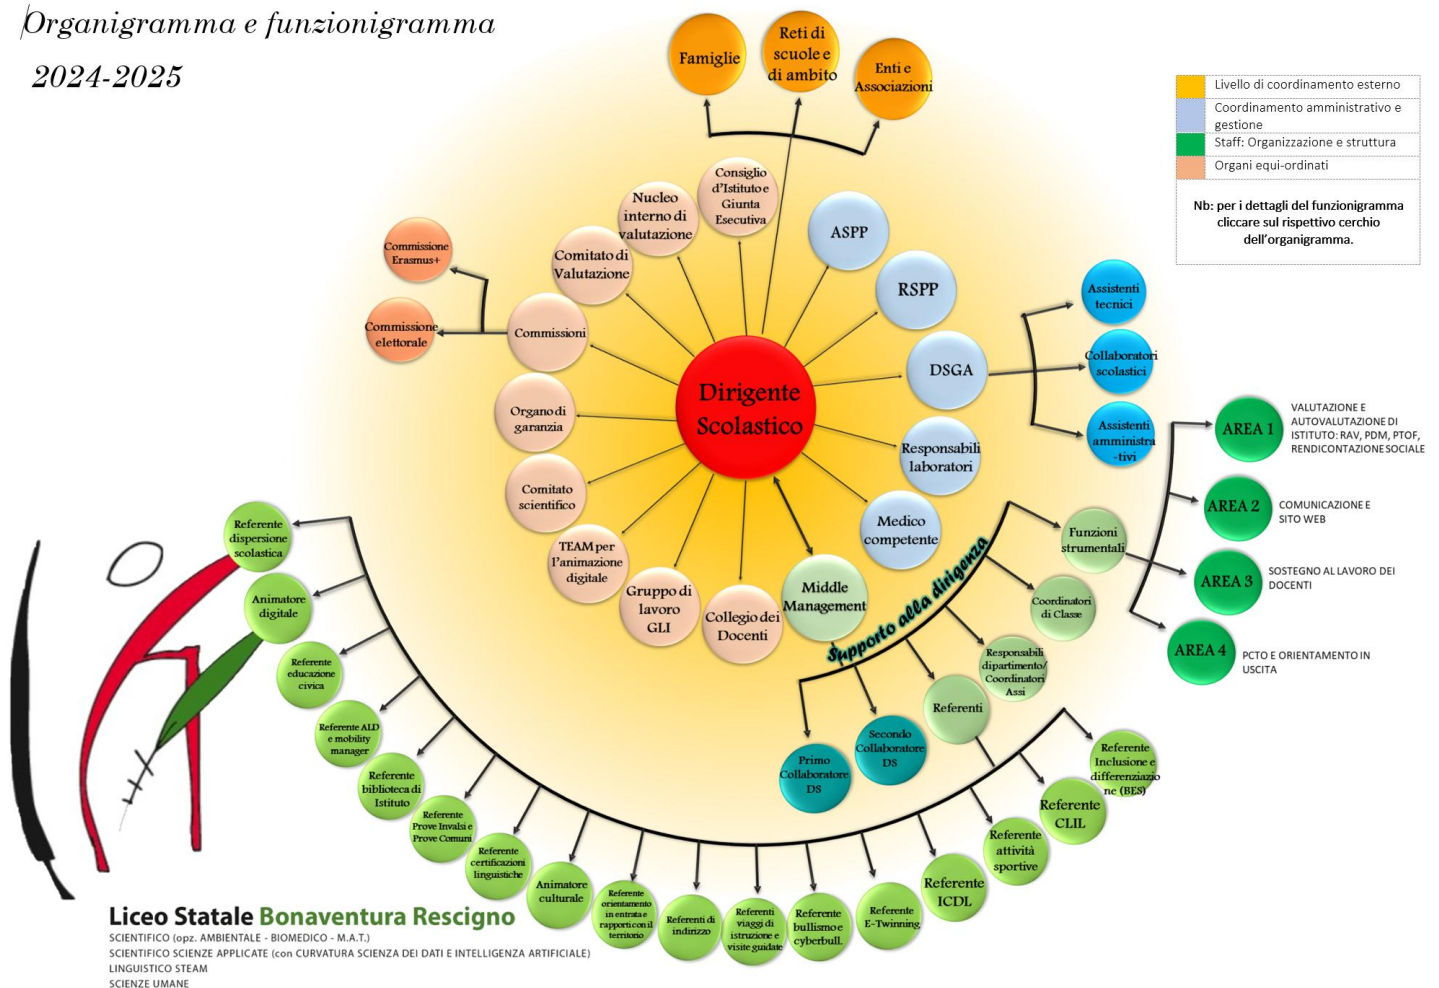 Organigramma e funzionigramma
2024-2025
Famiglie
Reti di
scuole e
di ambito
Enti e
Associazioni
Livello di coordinamento esterno
Coordinamento amministrativo e
gestione
Staff: Organizzazione e struttura
Organi equi-ordinati
Nb: per i dettagli del funzionigramma
cliccare sul rispettivo cerchio
dell'organigramma.
Consiglio
d'Istituto e
Giunta
Esecutiva
Nucleo
interno di
valutazione
Comitato di
Valutazione
Commissioni
Commissione
Erasmus+
Commissione
elettorale
Organo di
garanzia
Comitato
scientifico
TEAM per
l'animazione
digitale
Gruppo di
lavoro
GLI
Collegio dei
Docenti
Middle
Management
Dirigente
Scolastico
ASPP
RSPP
DSGA
Responsabili
laboratori
Medico
competente
Assistenti
tecnici
Collaboratori
scolastici
Assistenti
amministra
-tivi
Supporto alla dirigenza
Funzioni
strumentali
Coordinatori
di Classe
Responsabili
dipartimento/
Coordinatori
Assi
Referenti
Secondo
Collaboratore
DS
Primo
Collaboratore
DS
AREA 1
VALUTAZIONE E
AUTOVALUTAZIONE DI
ISTITUTO: RAV, PDM, PTOF,
RENDICONTAZIONE SOCIALE
AREA 2
COMUNICAZIONE E
SITO WEB
AREA 3
SOSTEGNO AL LAVORO DEI
DOCENTI
AREA 4
PCTO E ORIENTAMENTO IN
USCITA
Referente
dispersione
scolastica
Animatore
digitale
Referente
educazione
civica
Referente ALD
e mobility
manager
Referente
biblioteca di
Istituto
Referente
Prove Invalsi e
Prove Comuni
Referente
certificazioni
linguistiche
Animatore
culturale
Referente
orientamento
in entrata e
rapporti con il
territorio
Referenti di
indirizzo
Referenti
viaggi di
istruzione e
visite guidate
Referente
bullismo e
cyberbull.
Referente
E-Twinning
Referente
ICDL
Referente
attività
sportive
Referente
CLIL
Referente
Inclusione e
differenziazio
ne (BES)
Liceo Statale Bonaventura Rescigno
SCIENTIFICO (opz. AMBIENTALE - BIOMEDICO - M.A.T.)
SCIENTIFICO SCIENZE APPLICATE (con CURVATURA SCIENZA DEI DATI E INTELLIGENZA ARTIFICIALE)
LINGUISTICO STEAM
SCIENZE UMANE